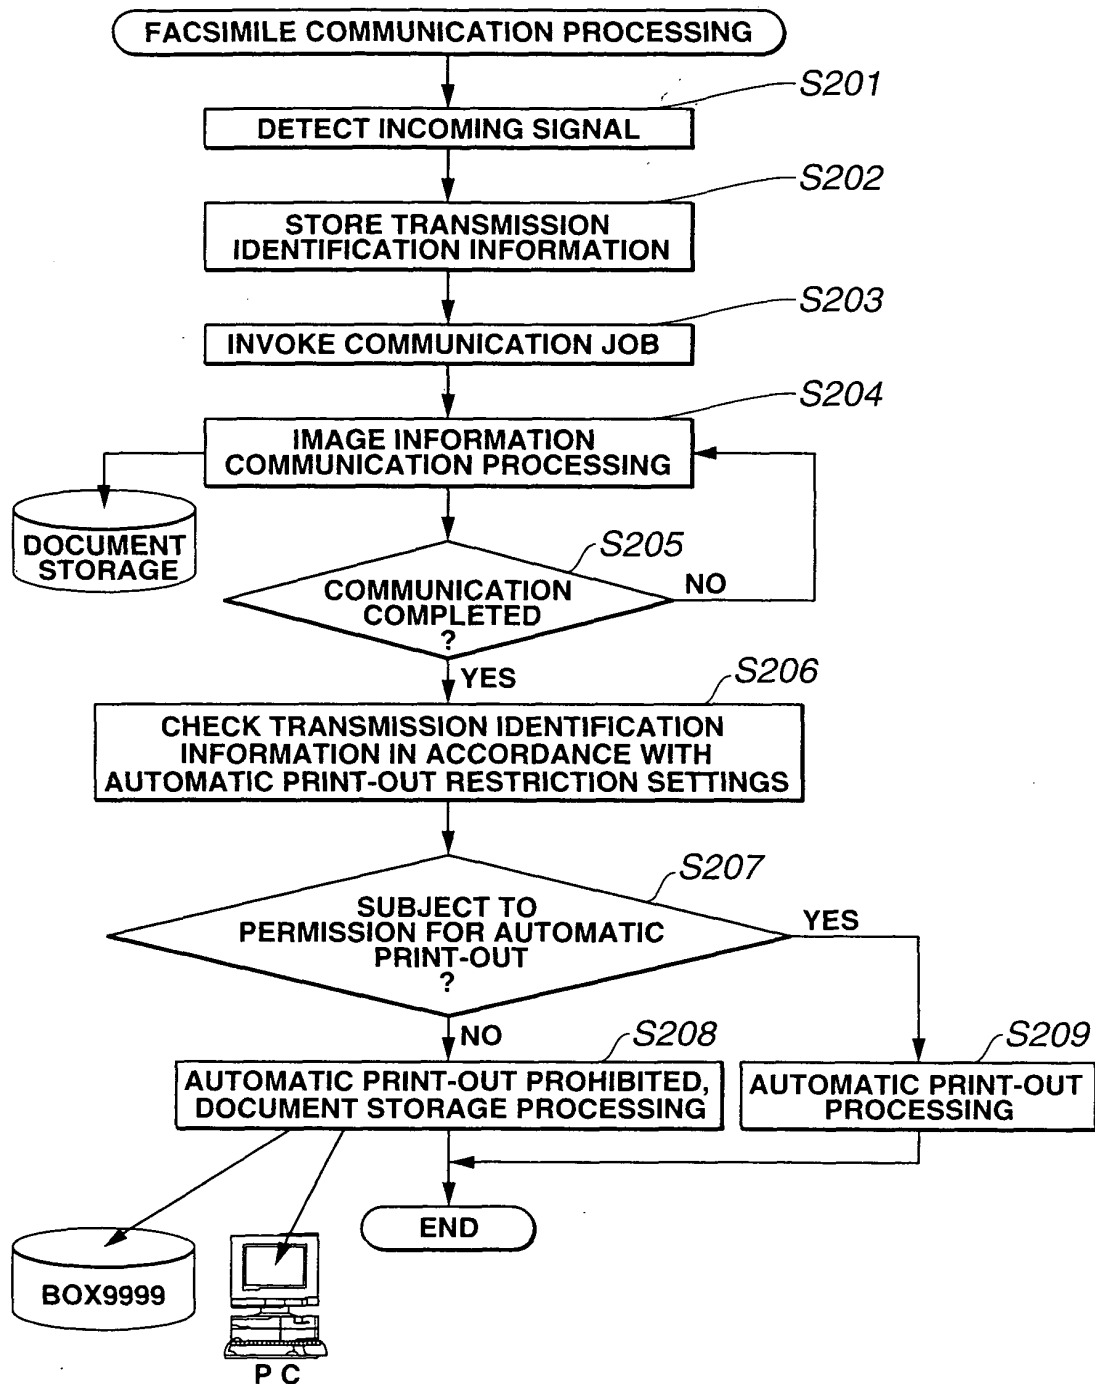 FACSIMILE COMMUNICATION PROCESSING
S201
DETECT INCOMING SIGNAL
S202
STORE TRANSMISSION
IDENTIFICATION INFORMATION
S203
INVOKE COMMUNICATION JOB
S204
IMAGE INFORMATION
COMMUNICATION PROCESSING
DOCUMENT
STORAGE
S205
COMMUNICATION
COMPLETED
?
NO
YES
S206
CHECK TRANSMISSION IDENTIFICATION
INFORMATION IN ACCORDANCE WITH
AUTOMATIC PRINT-OUT RESTRICTION SETTINGS
S207
SUBJECT TO
PERMISSION FOR AUTOMATIC
PRINT-OUT
?
YES
NO
S208
AUTOMATIC PRINT-OUT PROHIBITED,
DOCUMENT STORAGE PROCESSING
S209
AUTOMATIC PRINT-OUT
PROCESSING
END
BOX9999
P C